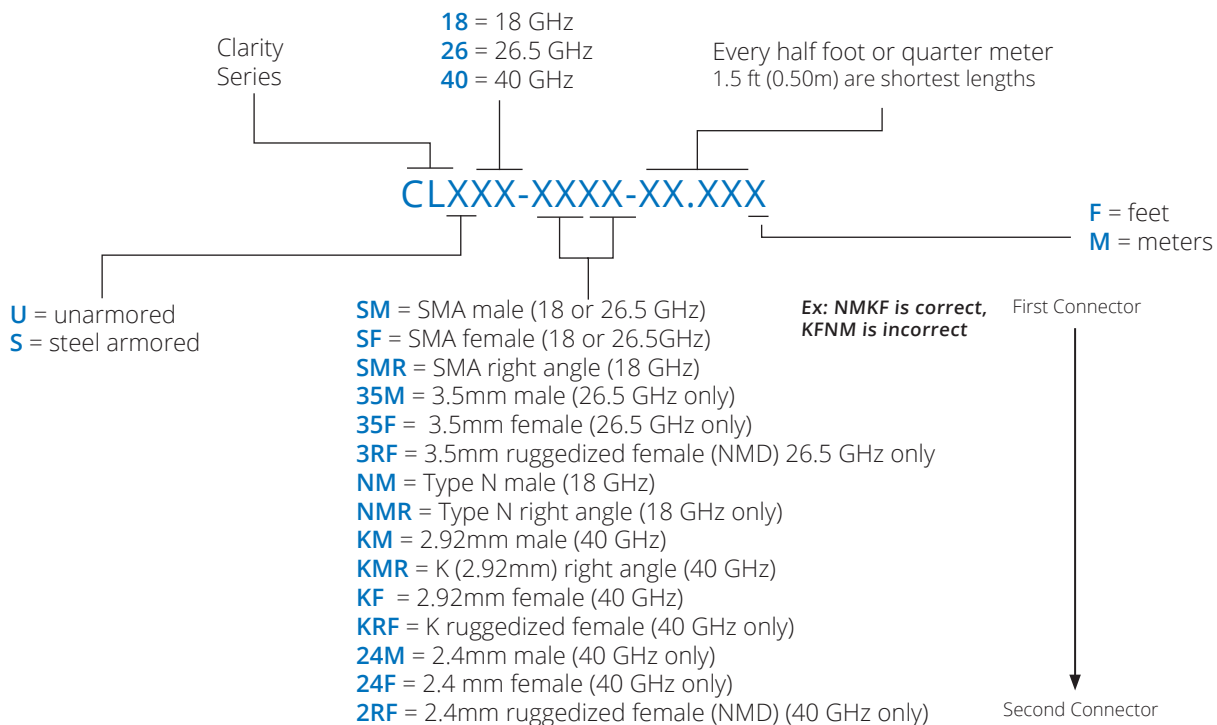 18 = 18 GHz
26 = 26.5 GHz
40 = 40 GHz
Clarity
Series
Every half foot or quarter meter
1.5 ft (0.50m) are shortest lengths
CLXXX-XXXX-XX.XXX
F = feet
M = meters
U = unarmored
S = steel armored
SM = SMA male (18 or 26.5 GHz)
SF = SMA female (18 or 26.5GHz)
SMR = SMA right angle (18 GHz)
35M = 3.5mm male (26.5 GHz only)
35F = 3.5mm female (26.5 GHz only)
3RF = 3.5mm ruggedized female (NMD) 26.5 GHz only
NM = Type N male (18 GHz)
NMR = Type N right angle (18 GHz only)
KM = 2.92mm male (40 GHz)
KMR = K (2.92mm) right angle (40 GHz)
KF = 2.92mm female (40 GHz)
KRF = K ruggedized female (40 GHz only)
24M = 2.4mm male (40 GHz only)
24F = 2.4 mm female (40 GHz only)
2RF = 2.4mm ruggedized female (NMD) (40 GHz only)
Ex: NMKF is correct,
KFNM is incorrect
First Connector
Second Connector